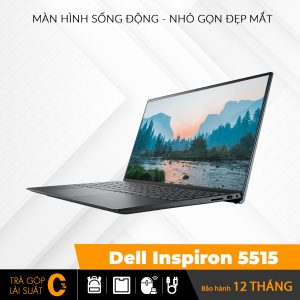 MÀN HÌNH SỐNG ĐỘNG - NHỎ GỌN ĐẸP MẮT
Dell Inspiron 5515
TRẢ GÓP
LÃI SUẤT
0%
Bảo hành 12 THÁNG